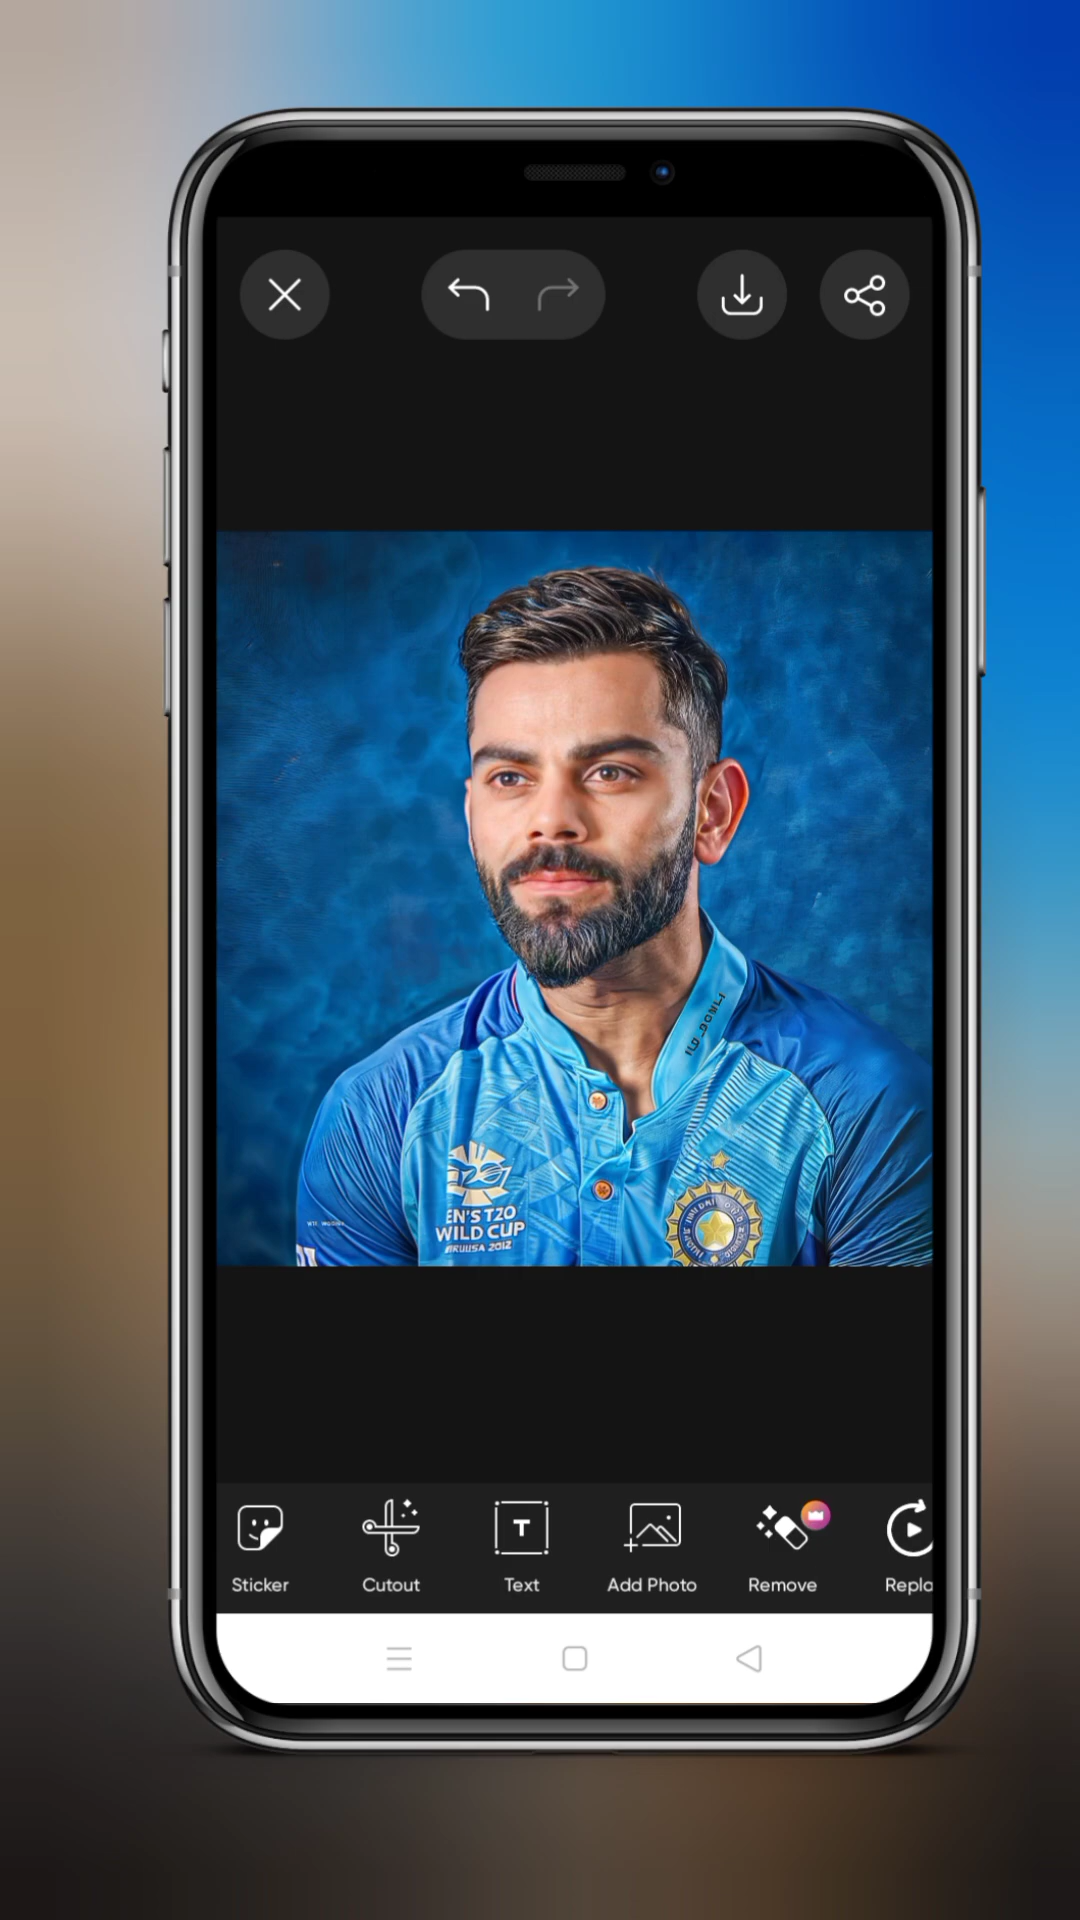 EN'S T20
WILD CUP
Sticker
Cutout
Text
Add Photo
Remove
Repla